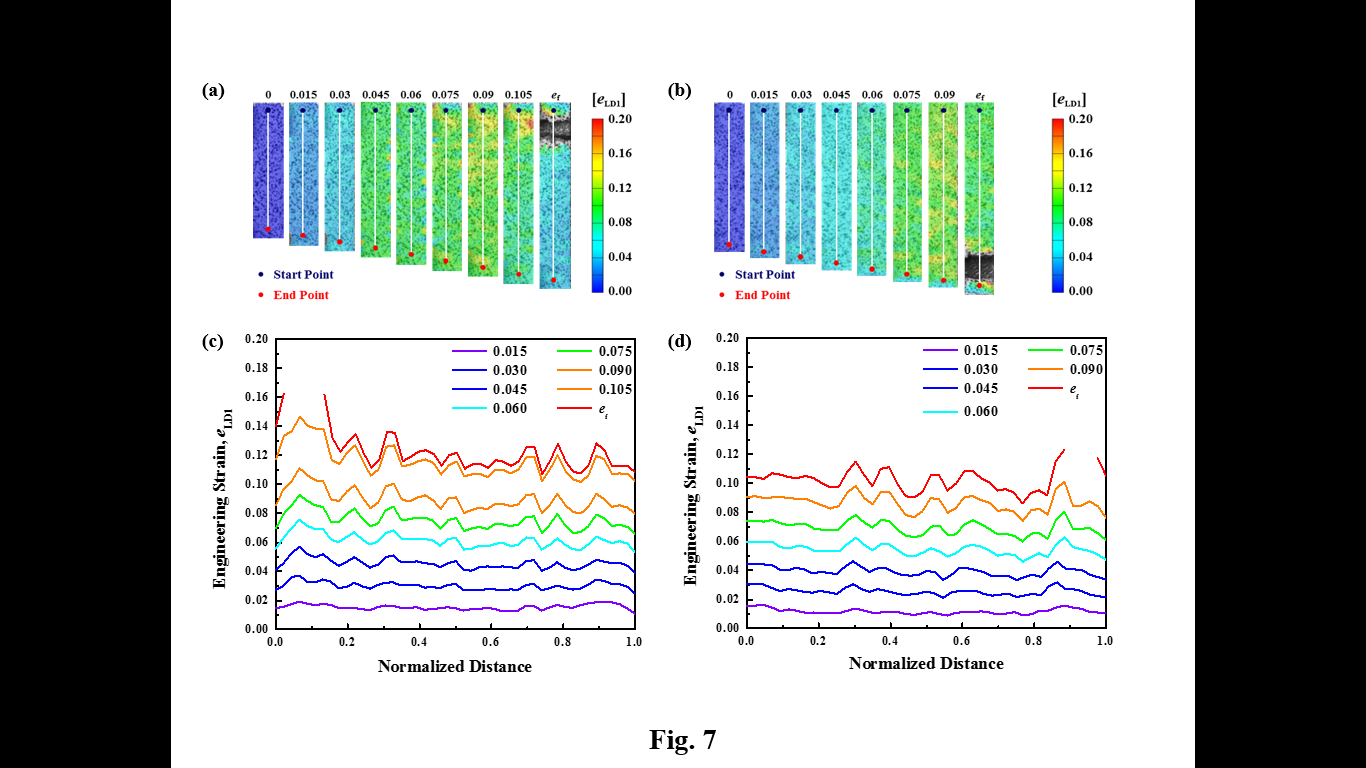 (a)
0 0.015 0.03 0.045 0.06 0.075 0.09 0.105 ef
[eLD1]
0.20
0.16
0.12
0.08
0.04
0.00
Start Point
End Point
(b)
0 0.015 0.03 0.045 0.06 0.075 0.09 ef
[eLD1]
0.20
0.16
0.12
0.08
0.04
0.00
Start Point
End Point
(c)
Engineering Strain, eLD1
0.20
0.18
0.16
0.14
0.12
0.10
0.08
0.06
0.04
0.02
0.00
0.015 0.075
0.030 0.090
0.045 0.105
0.060 ef
0.0 0.2 0.4 0.6 0.8 1.0
Normalized Distance
(d)
Engineering Strain, eLD1
0.20
0.18
0.16
0.14
0.12
0.10
0.08
0.06
0.04
0.02
0.00
0.015 0.075
0.030 0.090
0.045 ef
0.060
0.0 0.2 0.4 0.6 0.8 1.0
Normalized Distance
Fig. 7